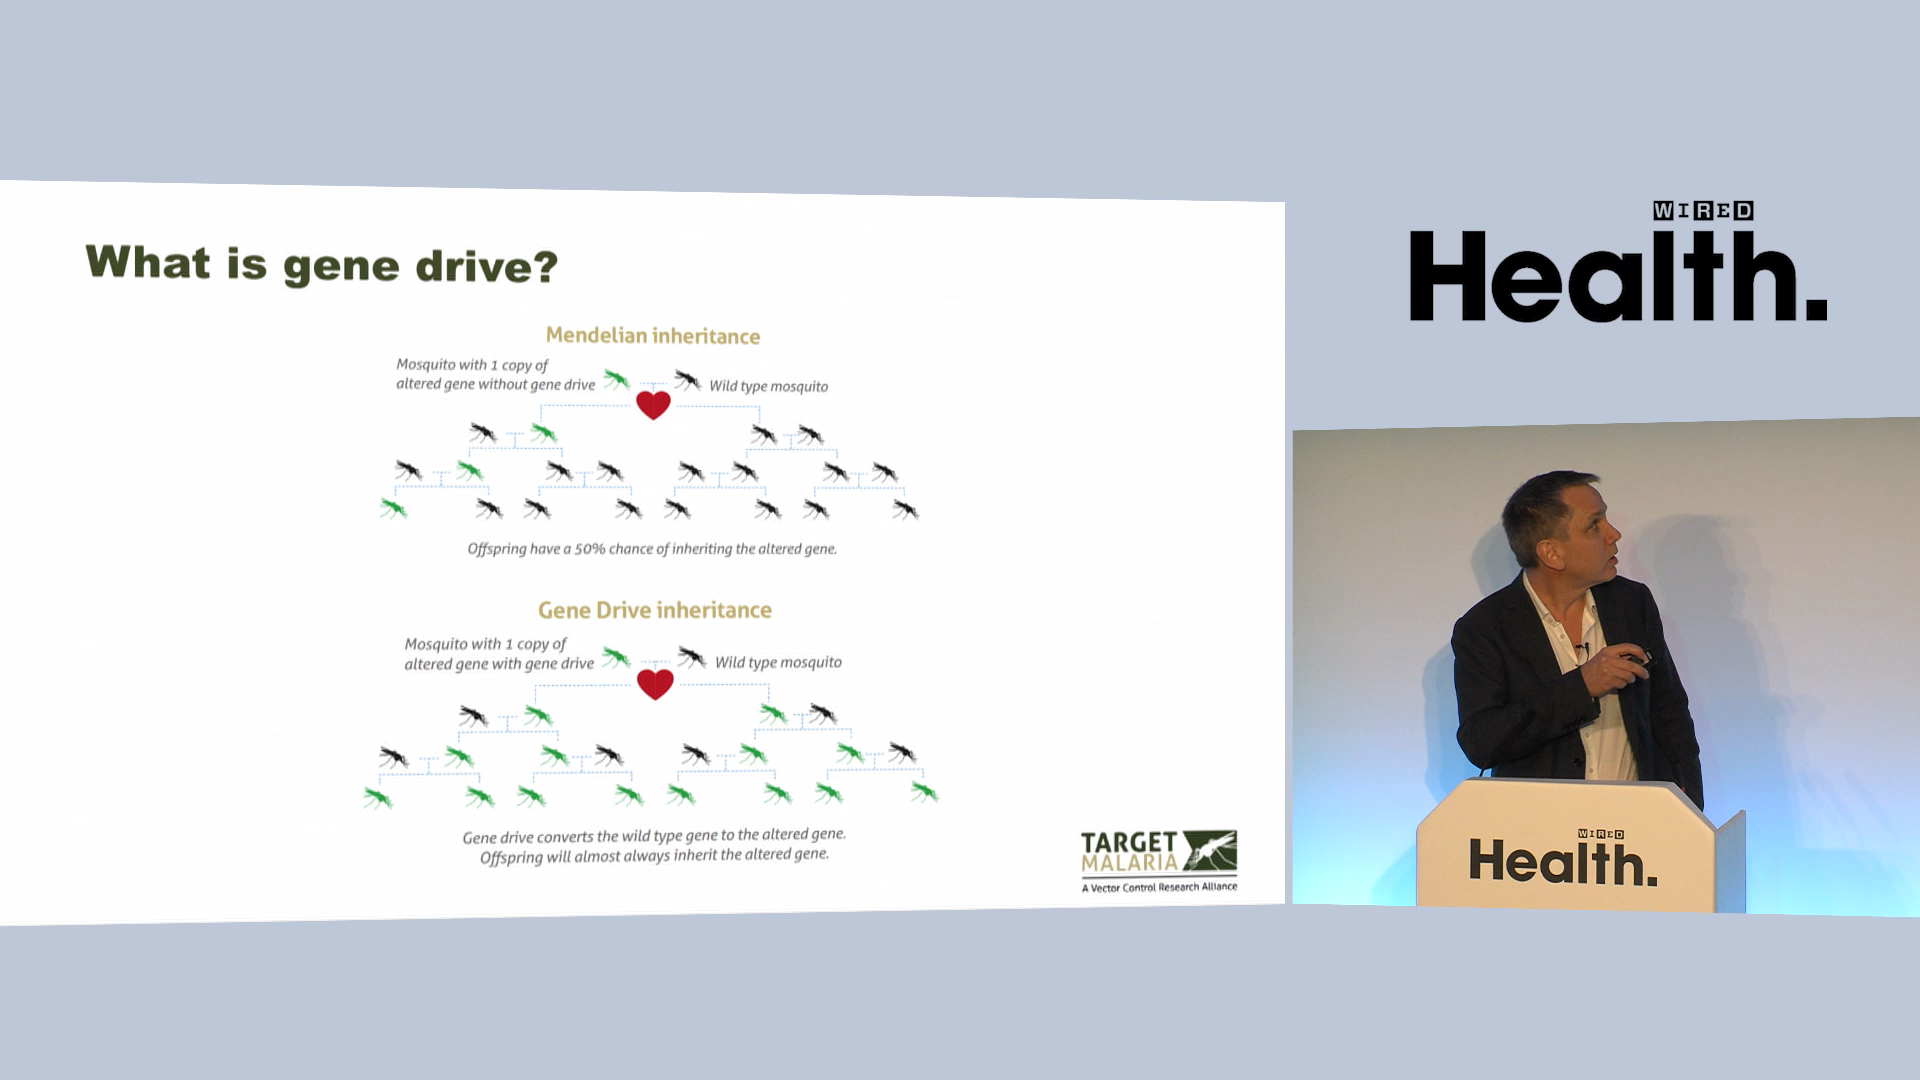 What is gene drive?
Mendelian inheritance
Mosquito with 1 copy of
altered gene without gene drive
Wild type mosquito
Offspring have a 50% chance of inheriting the altered gene.
Gene Drive inheritance
Mosquito with 1 copy of
altered gene with gene drive
Wild type mosquito
Gene drive converts the wild type gene to the altered gene.
Offspring will almost always inherit the altered gene.
TARGET
MALARIA
A Vector Control Research Alliance
WIRED
Health.
WIRED
Health.